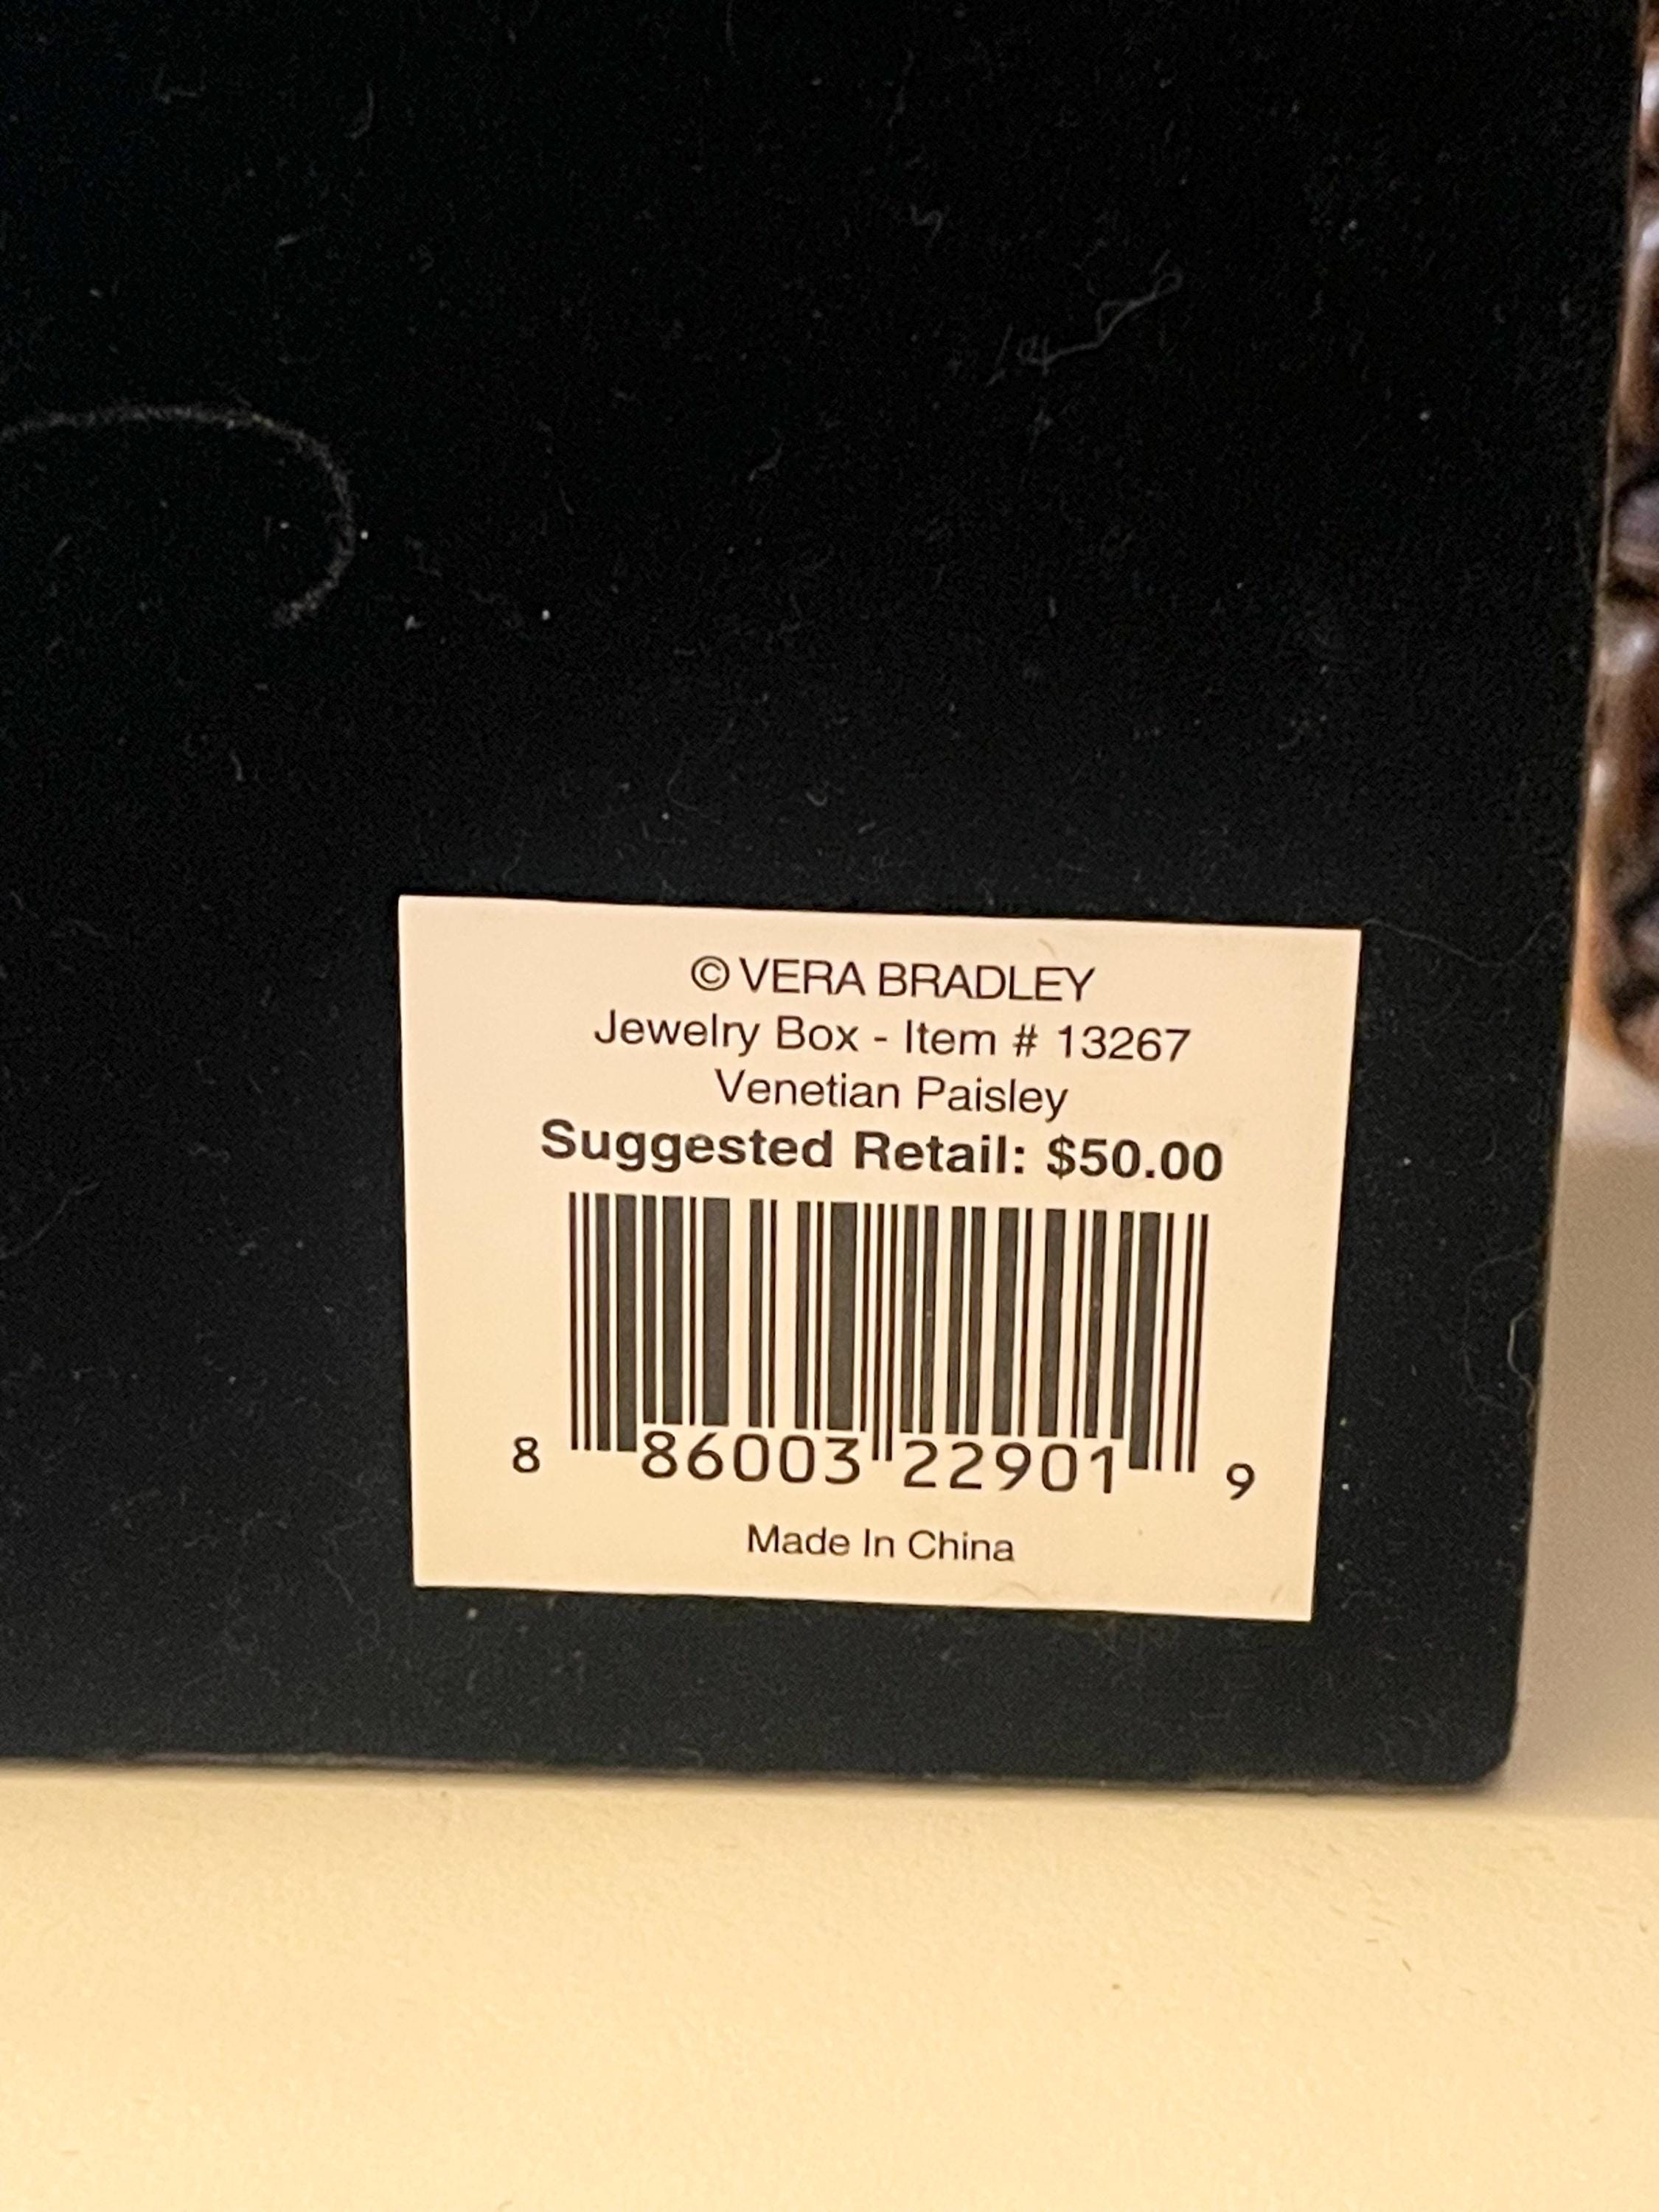 © VERA BRADLEY
Jewelry Box - Item # 13267
Venetian Paisley
Suggested Retail: $50.00
8 86003 22901 9
Made In China